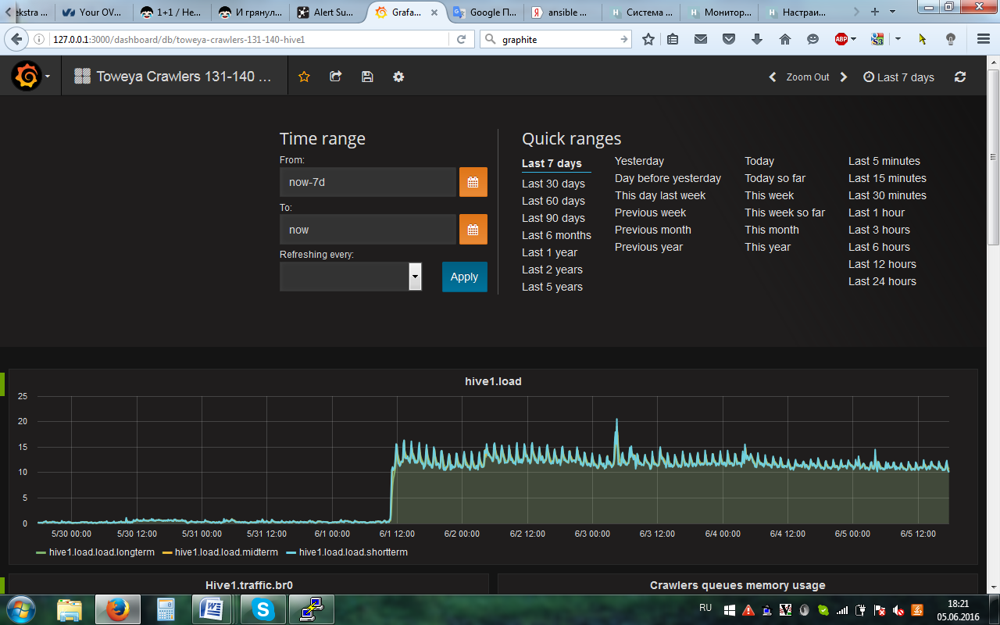 ekstra ...
Your OV...
1+1 / Не...
И грянул...
Alert Su...
Grafa...
Google П...
ansible ...
Система ...
Монитор...
Настраи...
127.0.0.1:3000/dashboard/db/toweya-crawlers-131-140-hive1
graphite
ABP
S3
Toweya Crawlers 131-140 ...
Zoom Out
Last 7 days
Time range
From:
now-7d
To:
now
Refreshing every:
Apply
Quick ranges
Last 7 days
Last 30 days
Last 60 days
Last 90 days
Last 6 months
Last 1 year
Last 2 years
Last 5 years
Yesterday
Day before yesterday
This day last week
Previous week
Previous month
Previous year
Today
Today so far
This week
This week so far
This month
This year
Last 5 minutes
Last 15 minutes
Last 30 minutes
Last 1 hour
Last 3 hours
Last 6 hours
Last 12 hours
Last 24 hours
hive1.load
25
20
15
10
5
0
5/30 00:00 5/30 12:00 5/31 00:00 5/31 12:00 6/1 00:00 6/1 12:00 6/2 00:00 6/2 12:00 6/3 00:00 6/3 12:00 6/4 00:00 6/4 12:00 6/5 00:00 6/5 12:00
hive1.load.load.longterm hive1.load.load.midterm hive1.load.load.shortterm
Hive1.traffic.br0
Crawlers queues memory usage
RU
18:21
05.06.2016